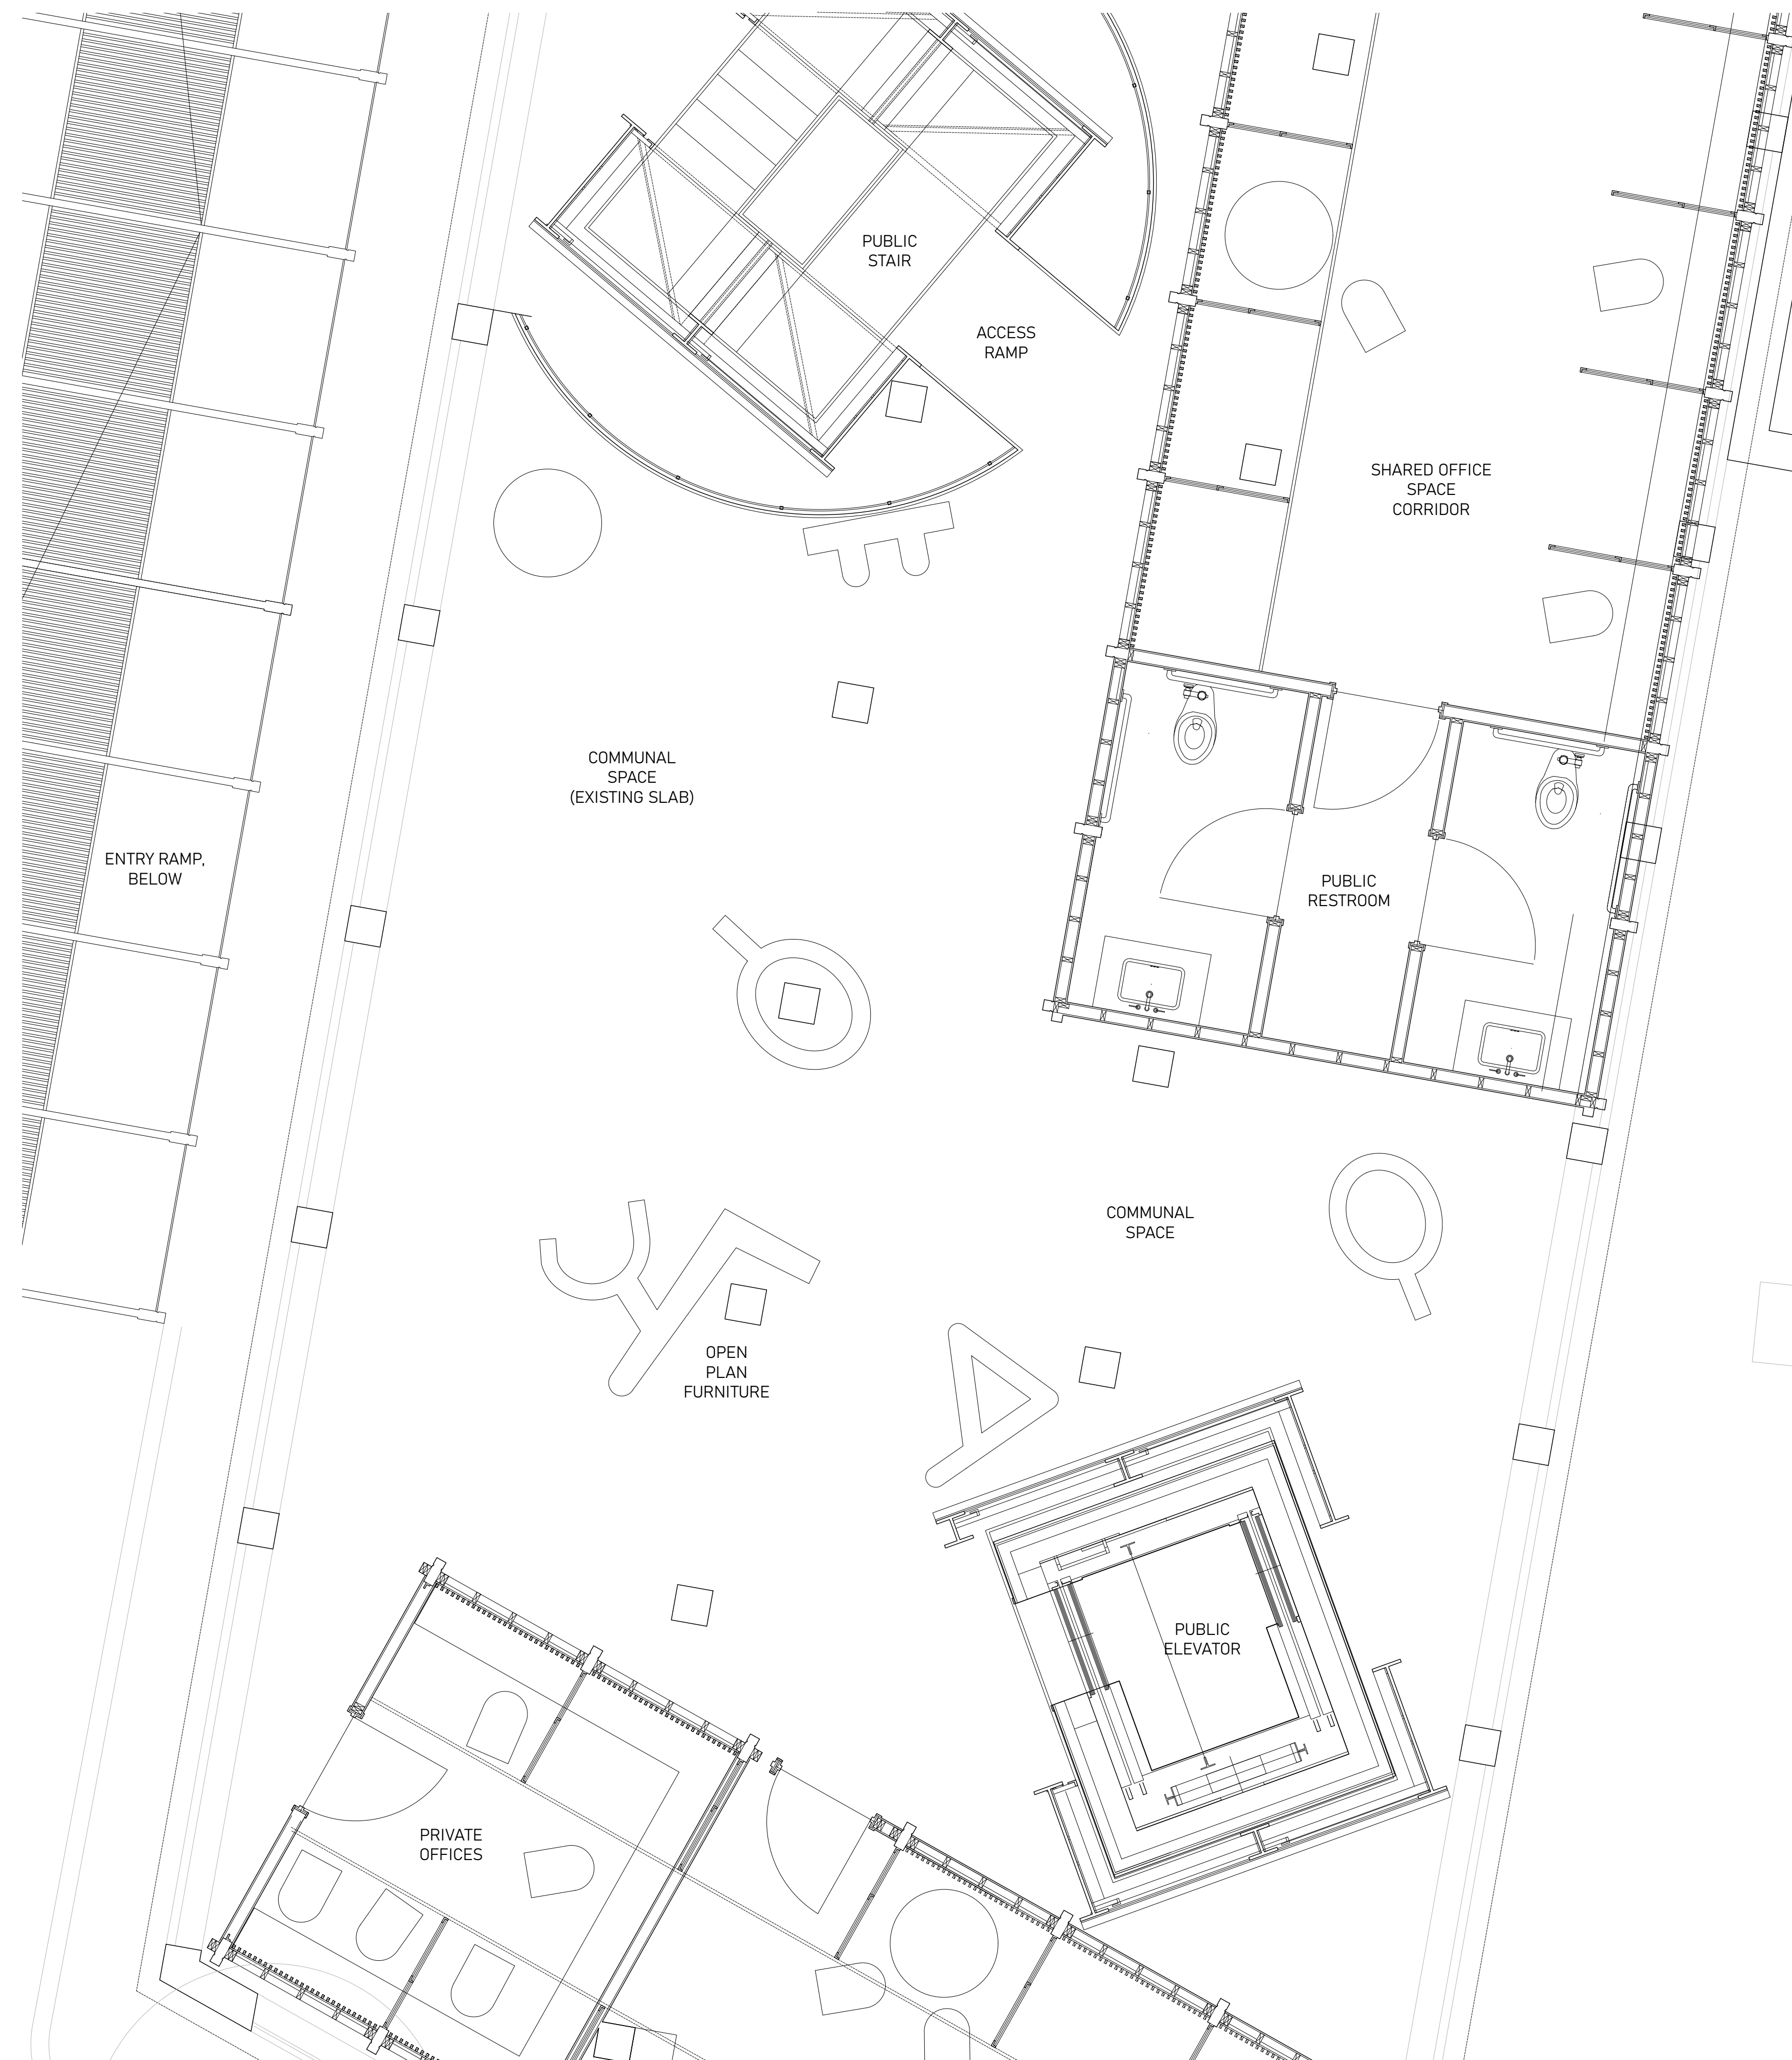 PUBLIC
STAIR
ACCESS
RAMP
SHARED OFFICE
SPACE
CORRIDOR
COMMUNAL
SPACE
(EXISTING SLAB)
ENTRY RAMP,
BELOW
PUBLIC
RESTROOM
COMMUNAL
SPACE
OPEN
PLAN
FURNITURE
PUBLIC
ELEVATOR
PRIVATE
OFFICES